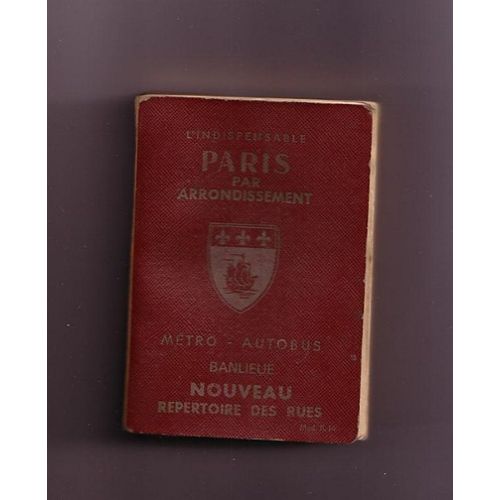 L'INDISPENSABLE
PARIS
PAR
ARRONDISSEMENT
MÉTRO - AUTOBUS
BANLIEUE
NOUVEAU
REPERTOIRE DES RUES